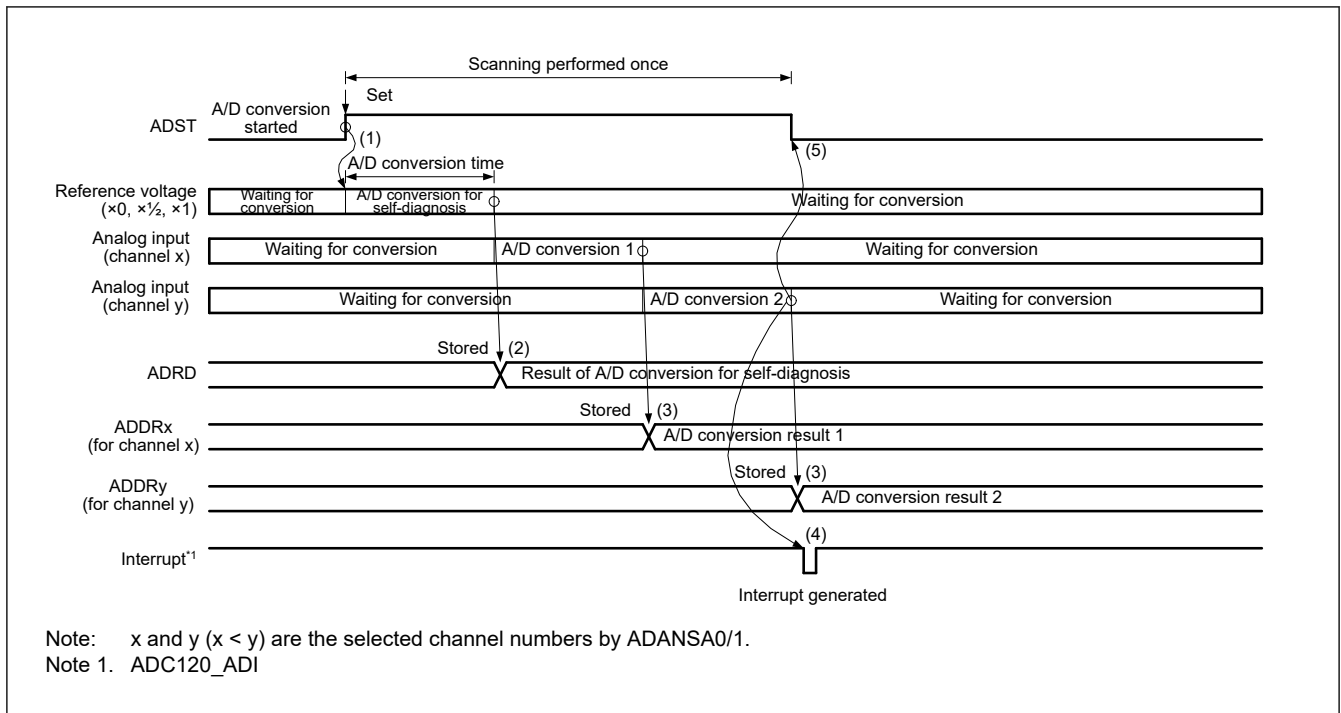 Scanning performed once
Set
A/D conversion
started
ADST
(1)
(5)
A/D conversion time
Reference voltage
(×0, ×½, ×1)
Waiting for
conversion
A/D conversion for
self-diagnosis
Waiting for conversion
Analog input
(channel x)
Waiting for conversion
A/D conversion 1
Waiting for conversion
Analog input
(channel y)
Waiting for conversion
A/D conversion 2
Waiting for conversion
Stored
(2)
ADRD
Result of A/D conversion for self-diagnosis
Stored
(3)
ADDRx
(for channel x)
A/D conversion result 1
Stored
(3)
ADDRy
(for channel y)
A/D conversion result 2
(4)
Interrupt*1
Interrupt generated
Note: x and y (x < y) are the selected channel numbers by ADANSA0/1.
Note 1. ADC120_ADI